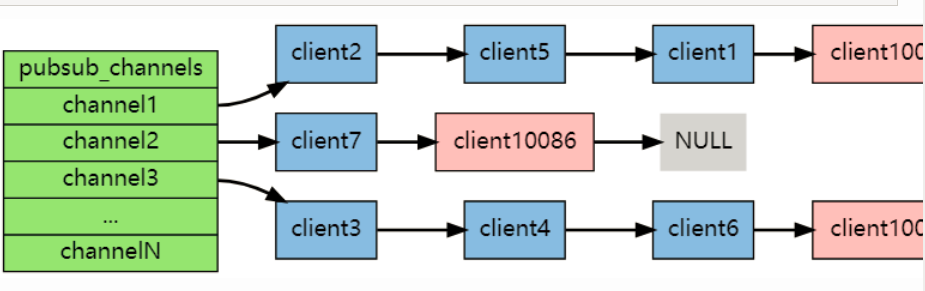 pubsub_channels
channel1
channel2
channel3
...
channelN
client2 client5 client1
client7 client10086 NULL
client3 client4 client6